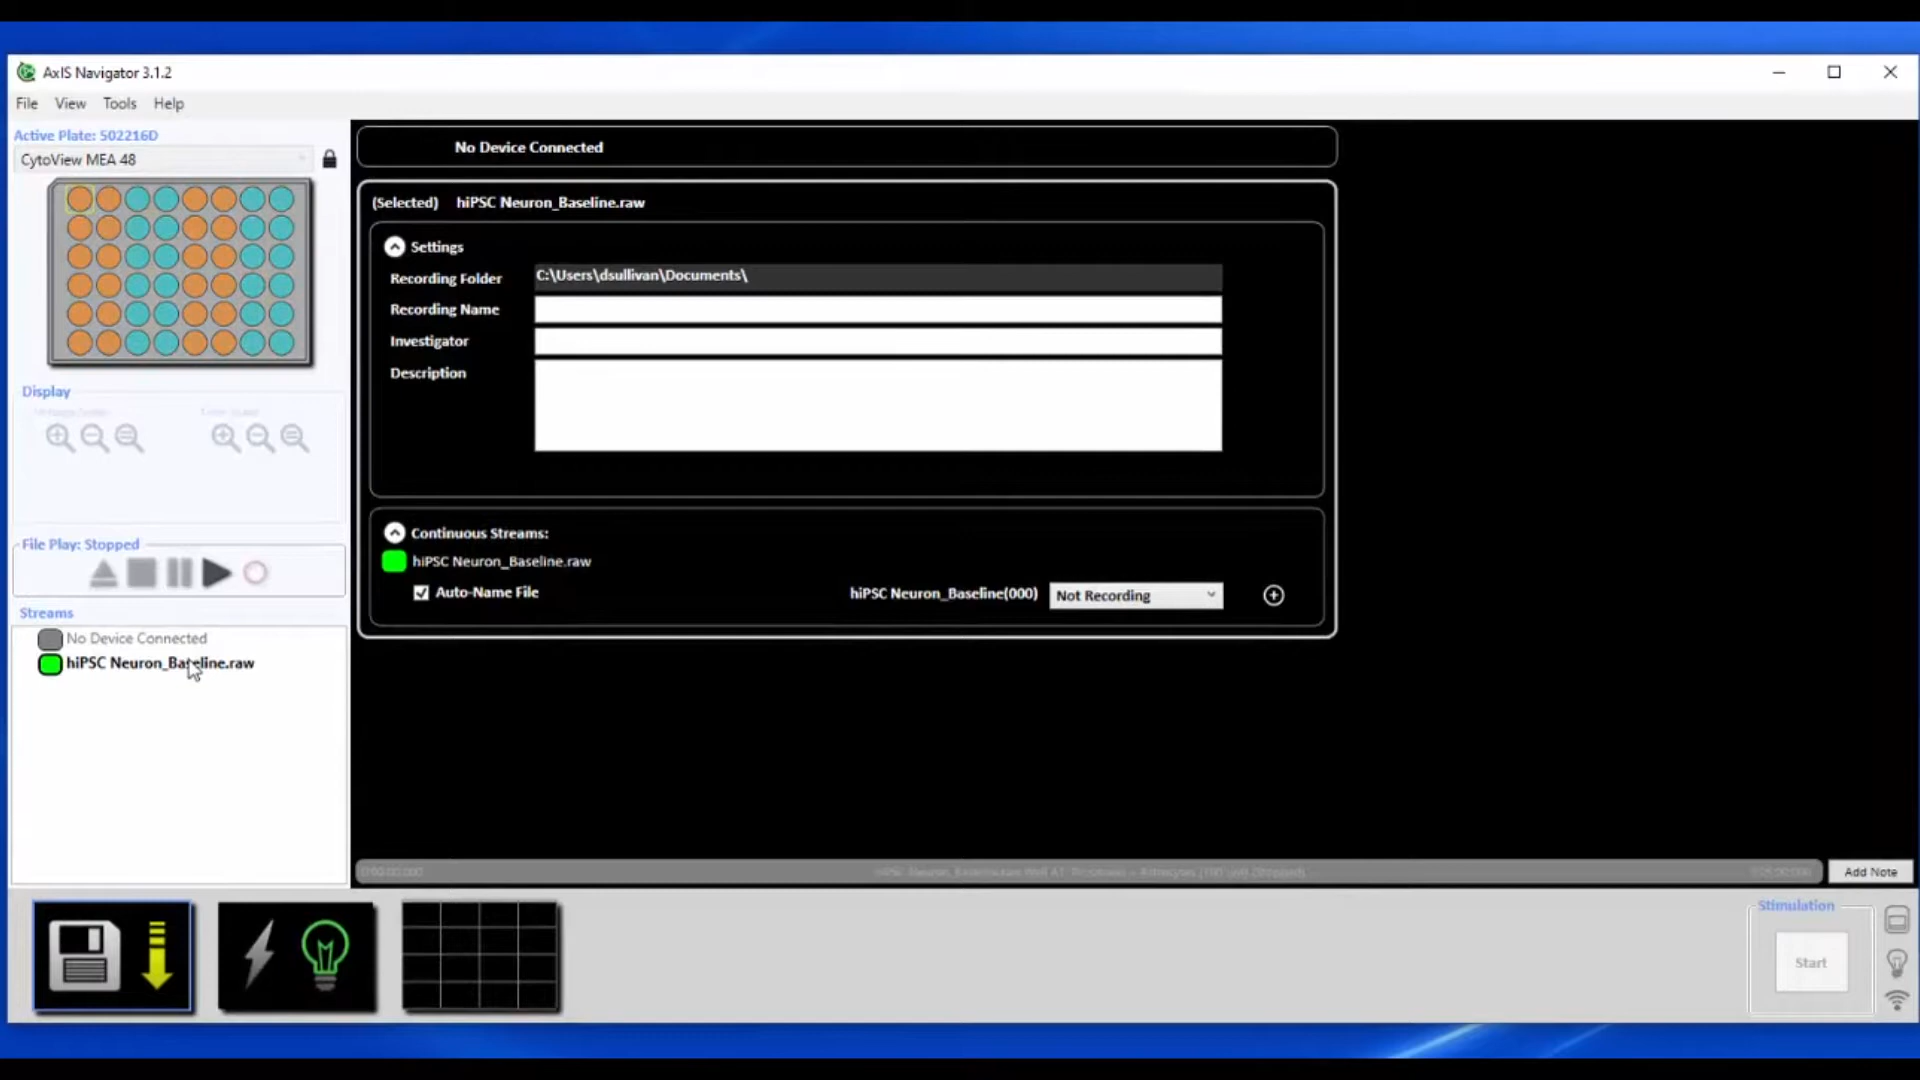 AxIS Navigator 3.1.2
File View Tools Help
Active Plate: 502216D
CytoView MEA 48
No Device Connected
(Selected) hiPSC Neuron_Baseline.raw
Settings
Recording Folder C:\Users\dsullivan\Documents\
Recording Name
Investigator
Description
Display
File Play: Stopped
Continuous Streams:
hiPSC Neuron_Baseline.raw
Auto-Name File hiPSC Neuron_Baseline(000) Not Recording
Streams
No Device Connected
hiPSC Neuron_Baseline.raw
Add Note
Stimulation
Start